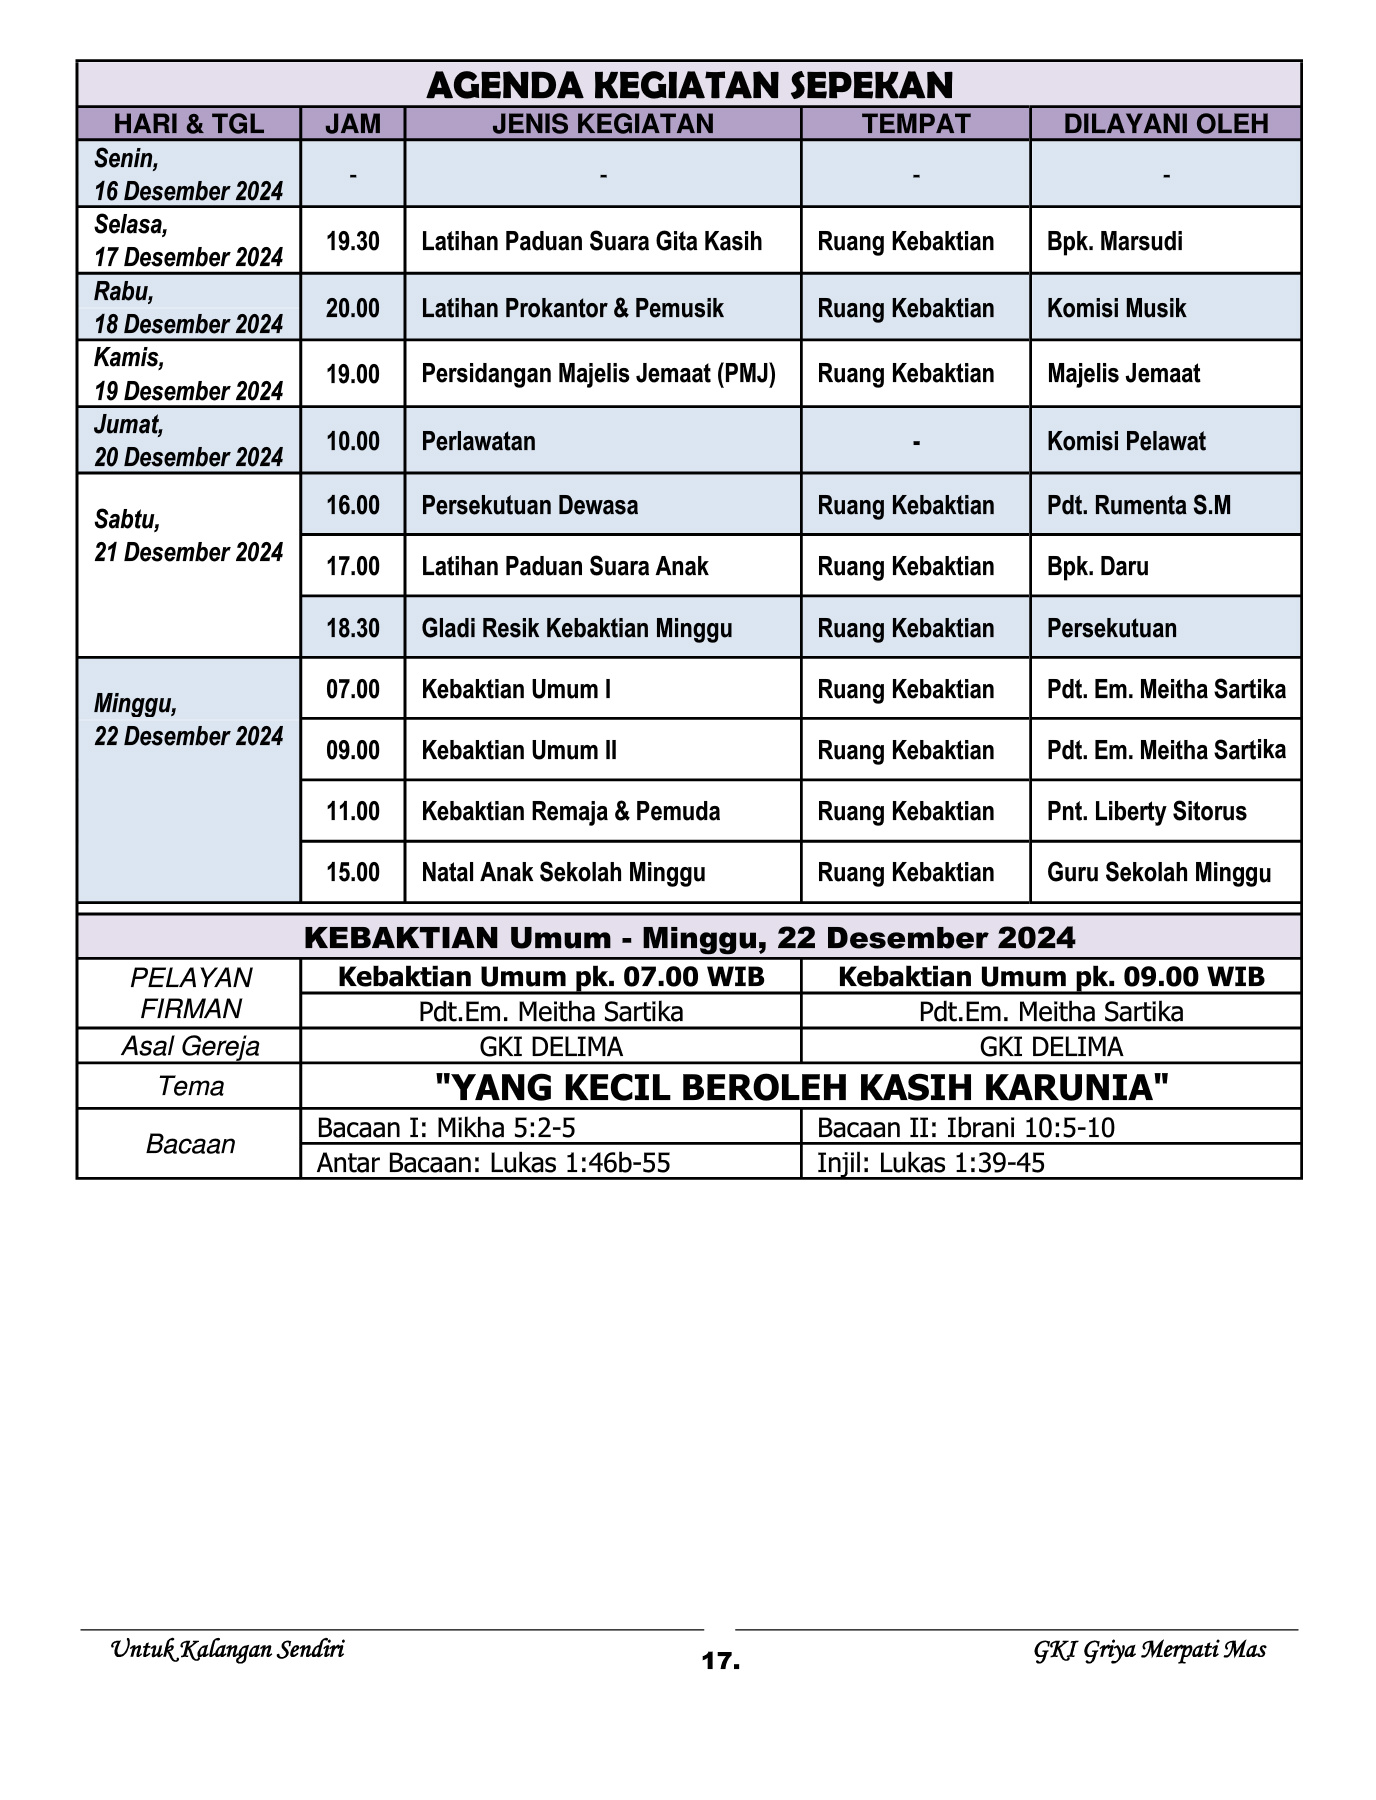 AGENDA KEGIATAN SEPEKAN
HARI & TGL JAM JENIS KEGIATAN TEMPAT DILAYANI OLEH
Senin,
16 Desember 2024 - - - -
Selasa,
17 Desember 2024 19.30 Latihan Paduan Suara Gita Kasih Ruang Kebaktian Bpk. Marsudi
Rabu,
18 Desember 2024 20.00 Latihan Prokantor & Pemusik Ruang Kebaktian Komisi Musik
Kamis,
19 Desember 2024 19.00 Persidangan Majelis Jemaat (PMJ) Ruang Kebaktian Majelis Jemaat
Jumat,
20 Desember 2024 10.00 Perlawatan - Komisi Pelawat
Sabtu,
21 Desember 2024
16.00 Persekutuan Dewasa Ruang Kebaktian Pdt. Rumenta S.M
17.00 Latihan Paduan Suara Anak Ruang Kebaktian Bpk. Daru
18.30 Gladi Resik Kebaktian Minggu Ruang Kebaktian Persekutuan
Minggu,
22 Desember 2024
07.00 Kebaktian Umum I Ruang Kebaktian Pdt. Em. Meitha Sartika
09.00 Kebaktian Umum II Ruang Kebaktian Pdt. Em. Meitha Sartika
11.00 Kebaktian Remaja & Pemuda Ruang Kebaktian Pnt. Liberty Sitorus
15.00 Natal Anak Sekolah Minggu Ruang Kebaktian Guru Sekolah Minggu
KEBAKTIAN Umum - Minggu, 22 Desember 2024
PELAYAN
FIRMAN
Kebaktian Umum pk. 07.00 WIB Kebaktian Umum pk. 09.00 WIB
Pdt.Em. Meitha Sartika Pdt.Em. Meitha Sartika
Asal Gereja GKI DELIMA GKI DELIMA
Tema "YANG KECIL BEROLEH KASIH KARUNIA"
Bacaan
Bacaan I: Mikha 5:2-5 Bacaan II: Ibrani 10:5-10
Antar Bacaan: Lukas 1:46b-55 Injil: Lukas 1:39-45
Untuk Kalangan Sendiri 17. GKI Griya Merpati Mas